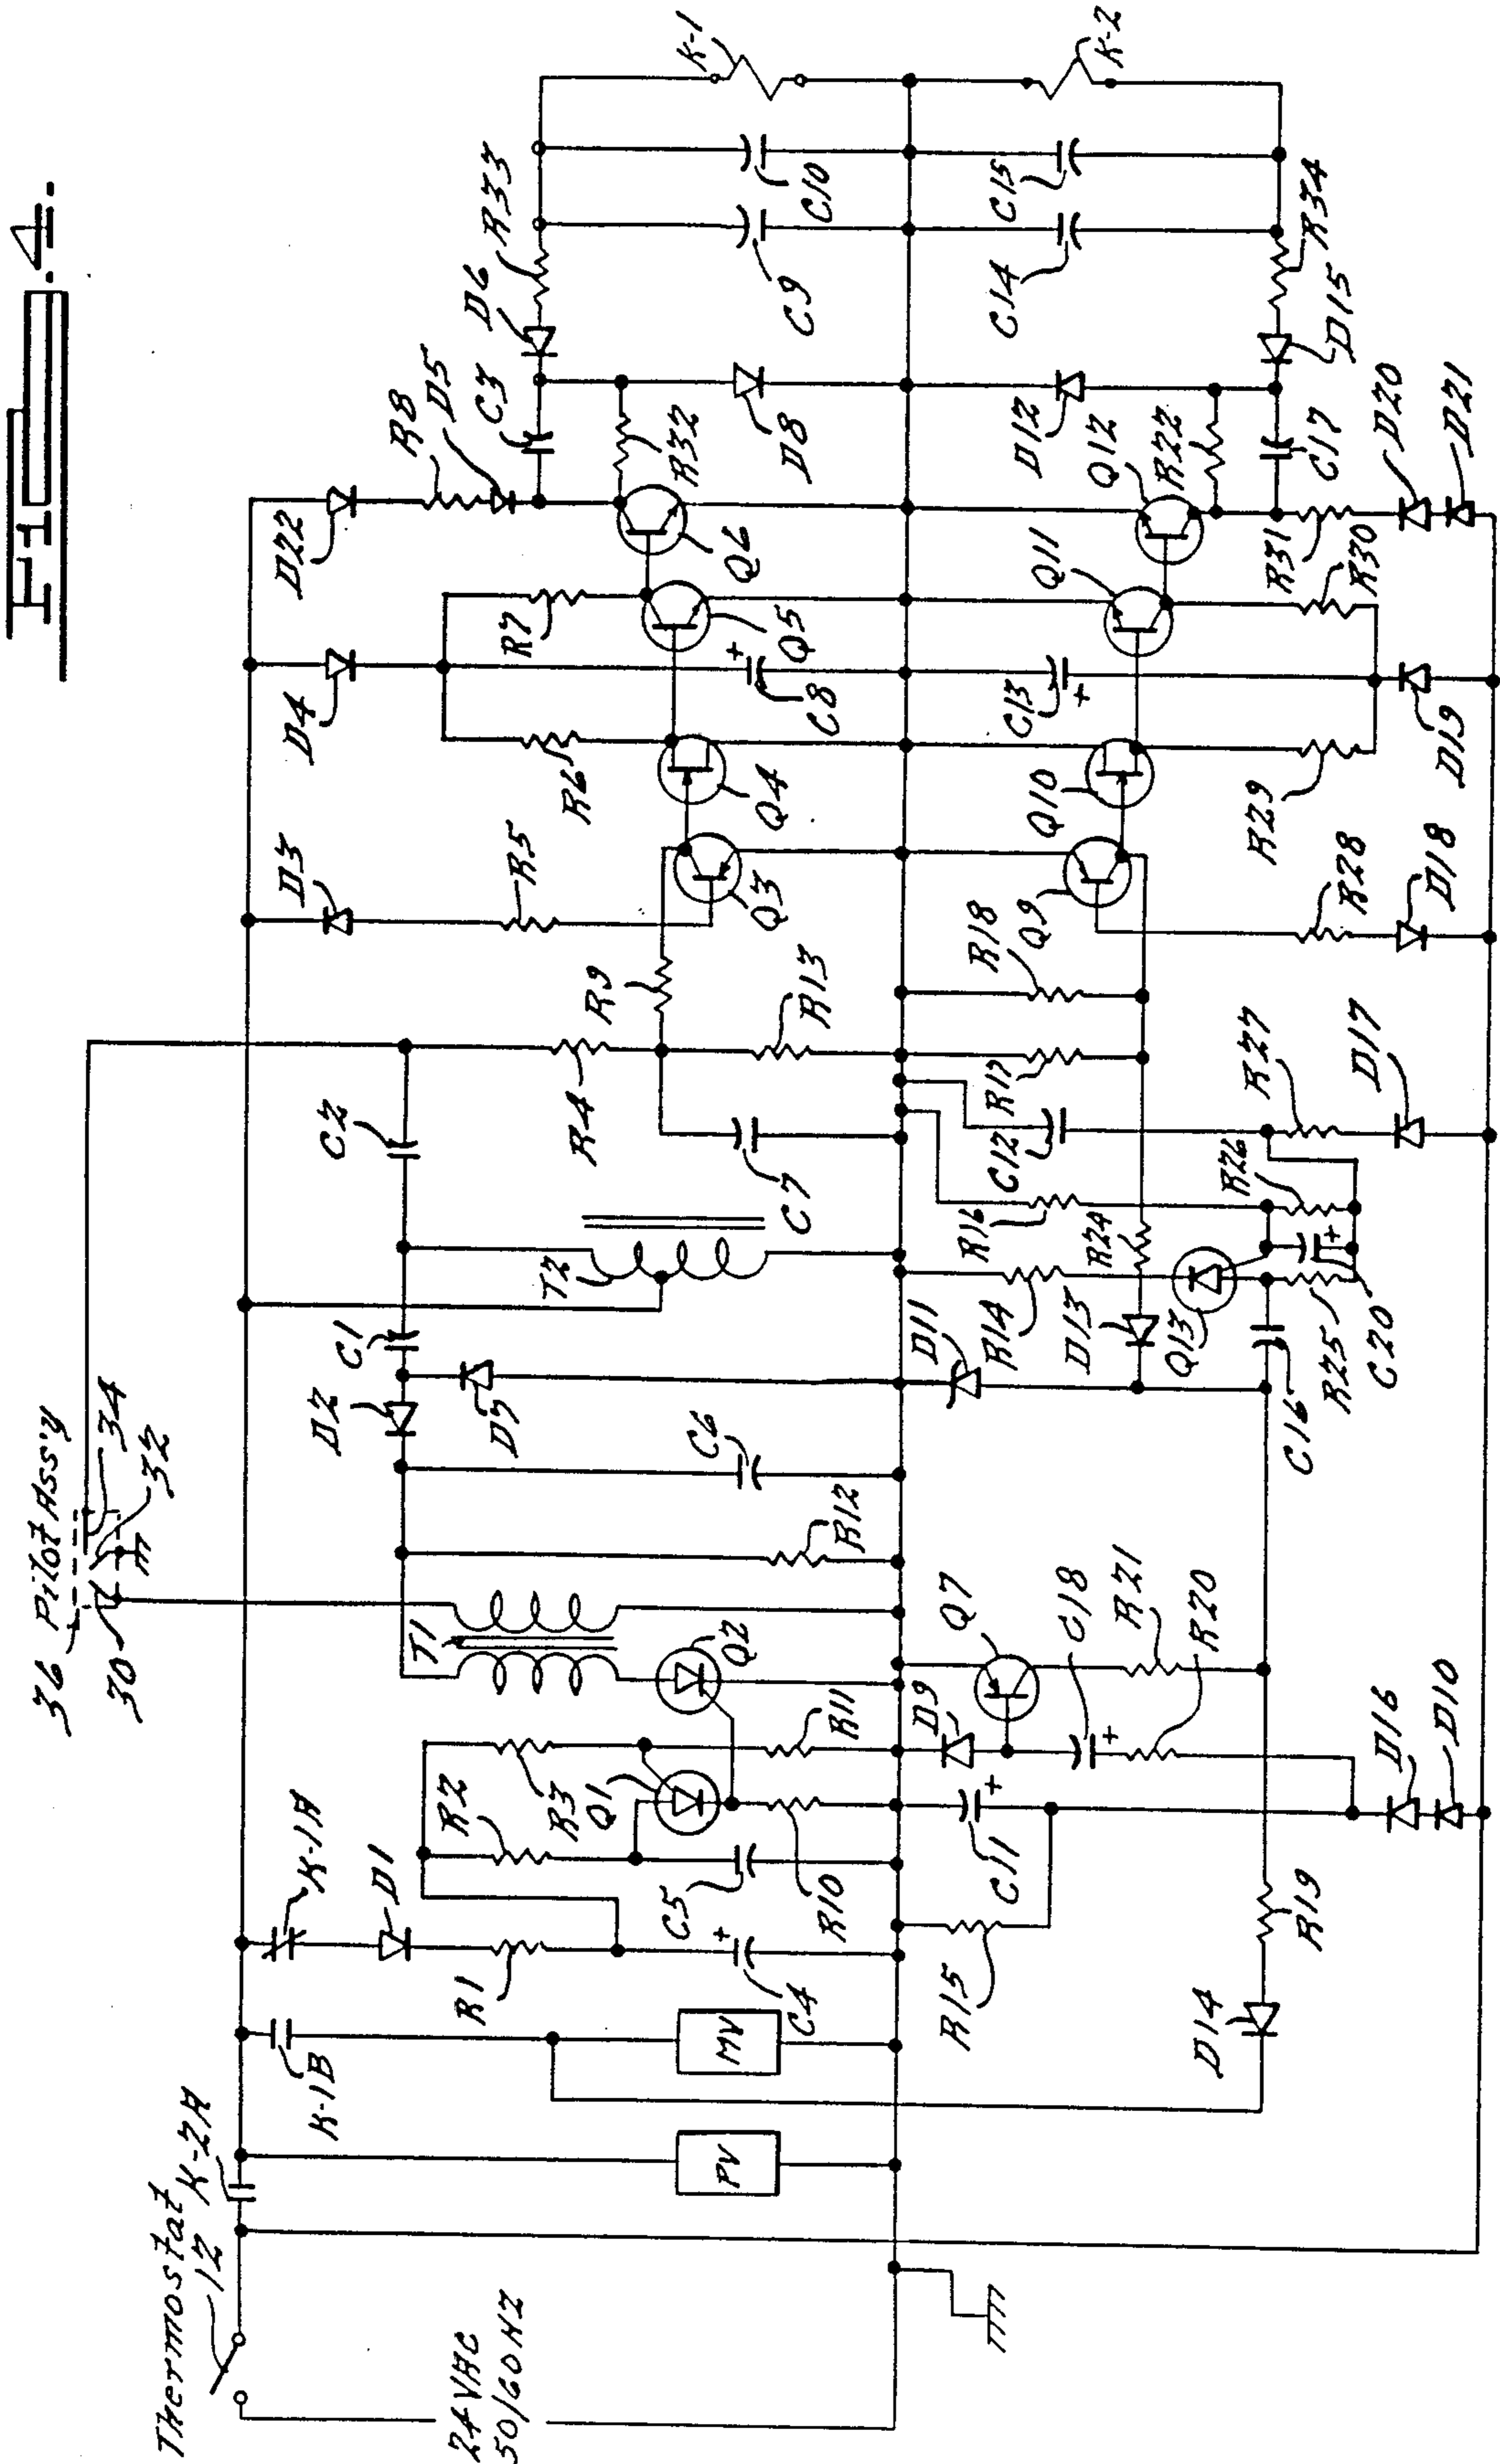 Fig. 4.
Thermostat
12
K-2A
24 VAC
50/60 HZ
PV
K-1B
MV
K-1A
D1
R1
C4
R2
C5
R3
Q1
R10
R11
Q2
T1
36
Pilot Ass'y
30
34
32
R12
C6
D2
D7
C1
T2
C2
C7
R4
R9
R13
D3
R5
Q3
D4
R6
Q4
R7
C8
Q5
D22
R8
D5
C3
Q6
R32
D8
D6
R33
C9
C10
K-1
D14
R19
R15
C11
D9
Q7
C18
R21
R20
D16
D10
D11
R14
D13
Q13
C16
R25
C20
R16
R24
C12
R26
R17
R27
D17
R18
Q9
R28
D18
Q10
R29
C13
D19
Q11
R30
Q12
R31
R22
C17
D20
D21
D12
D15
R34
C14
C15
K-2